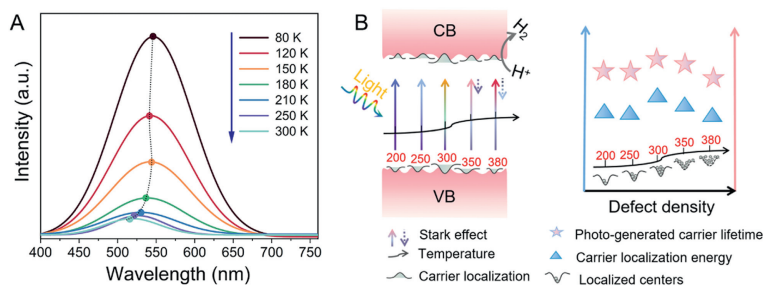 A
Intensity (a.u.)
80 K
120 K
150 K
180 K
210 K
250 K
300 K
400 450 500 550 600 650 700 750
Wavelength (nm)
B
CB
H2
H+
Light
200 250 300 350 380
VB
Stark effect
Temperature
Carrier localization
200 250 300 350 380
Defect density
Photo-generated carrier lifetime
Carrier localization energy
Localized centers